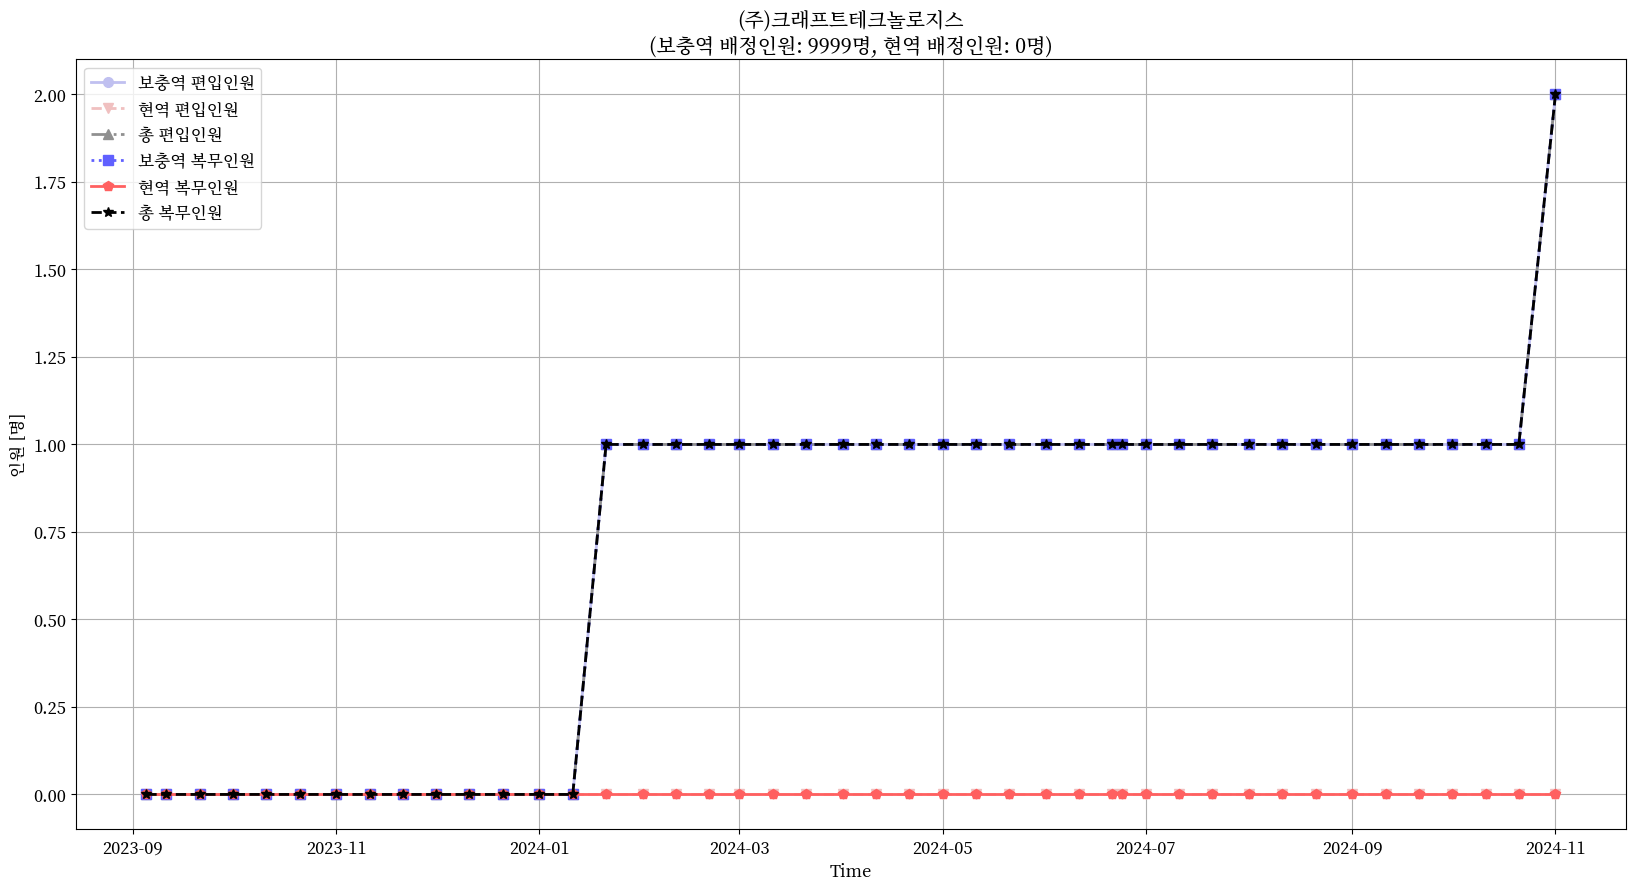 (주)크래프트테크놀로지스
(보충역 배정인원: 9999명, 현역 배정인원: 0명)
보충역 편입인원
현역 편입인원
총 편입인원
보충역 복무인원
현역 복무인원
총 복무인원
2.00
1.75
1.50
1.25
1.00
0.75
0.50
0.25
0.00
인원 [명]
2023-09 2023-11 2024-01 2024-03 2024-05 2024-07 2024-09 2024-11
Time